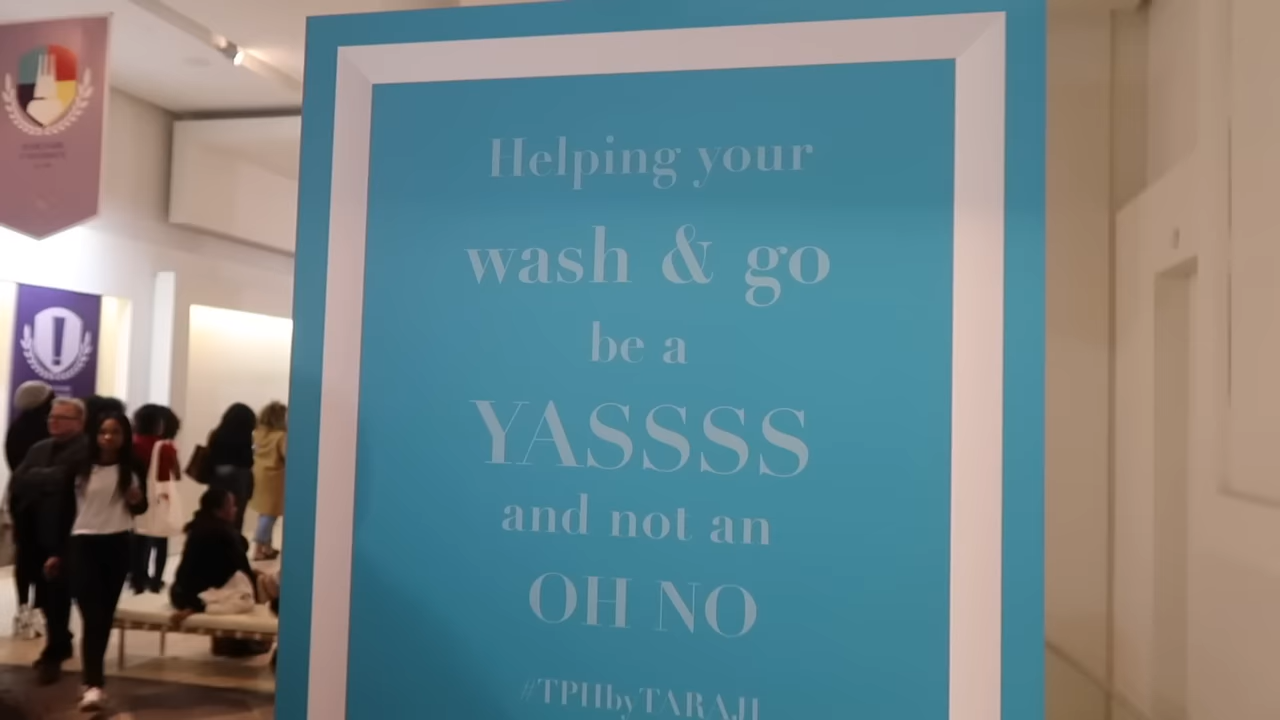 Helping your
wash & go
be a
YASSSS
and not an
OH NO
#TPHbyTARAJI